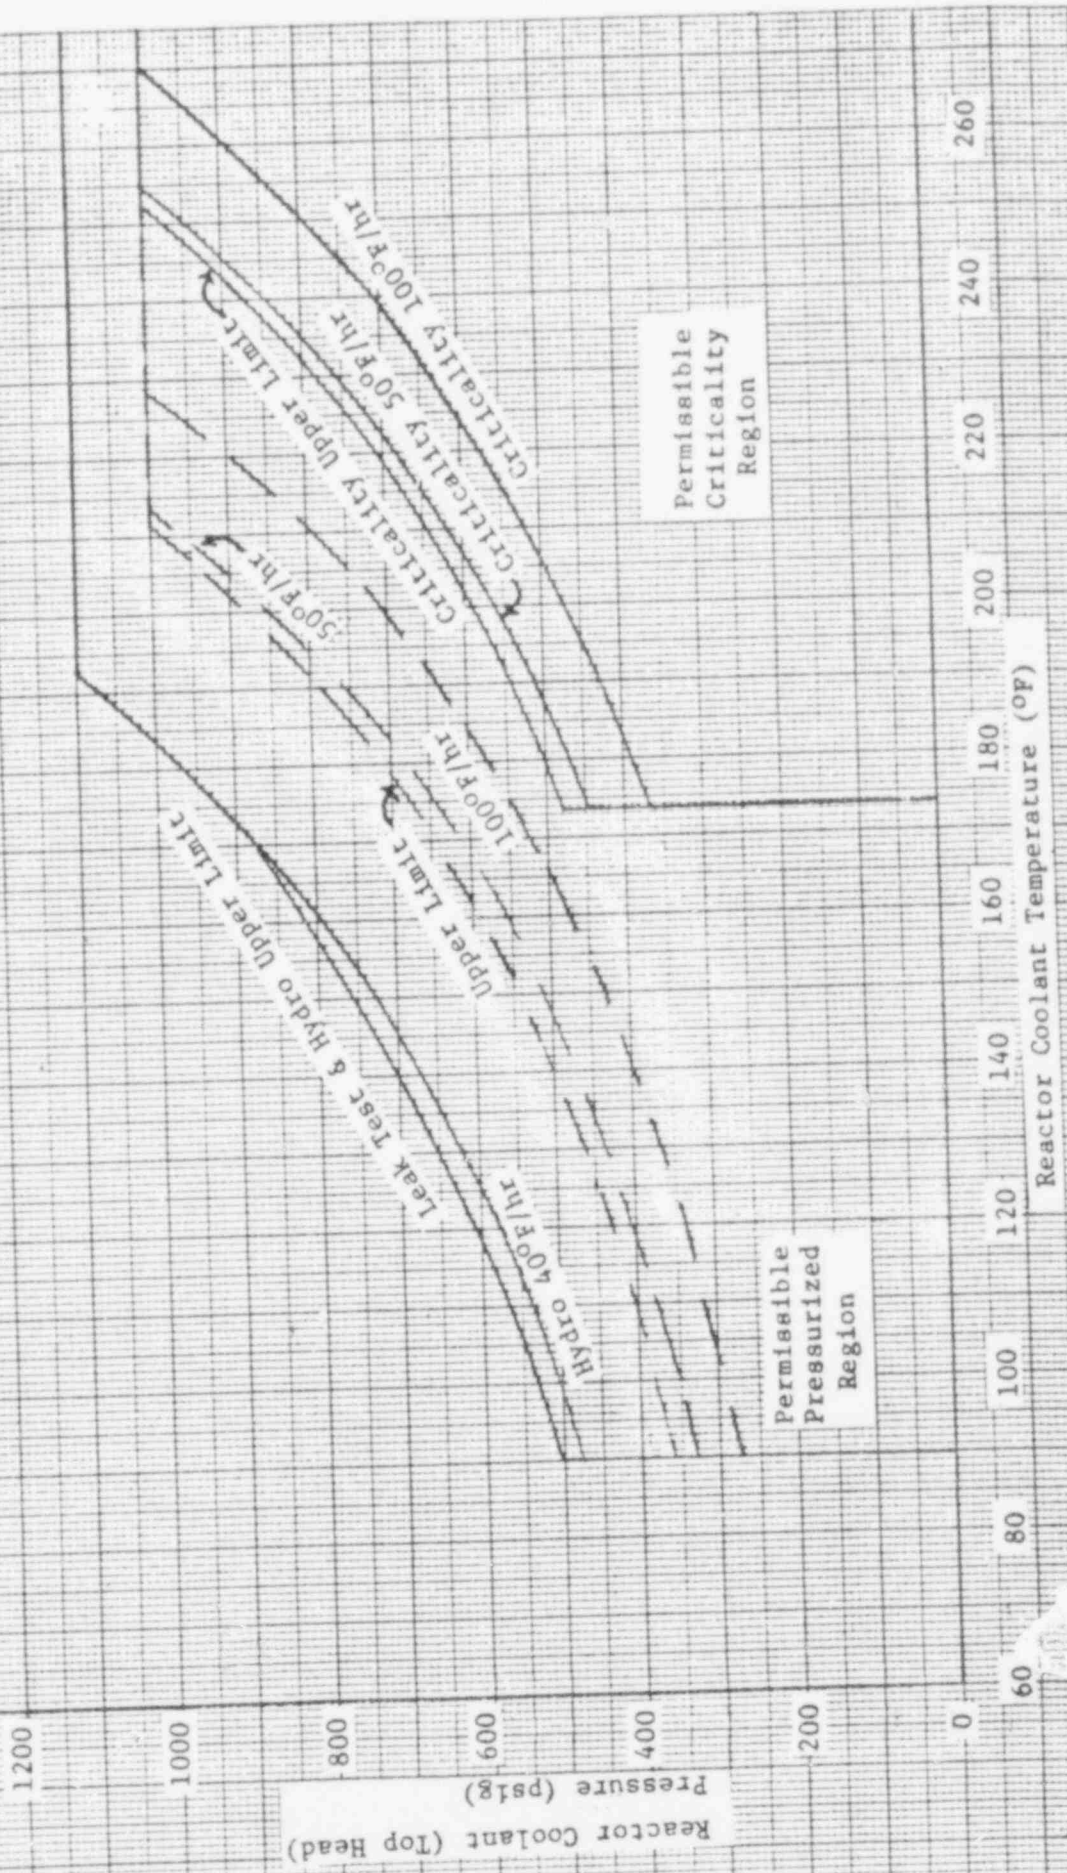 Reactor Coolant (Top Head)
Pressure (psig)
1200
1000
800
600
400
200
0
Leak Test & Hydro Upper Limit
Hydro 40°F/hr
Upper Limit
50°F/hr
100°F/hr
Criticality Upper Limit
Criticality 50°F/hr
Criticality 100°F/hr
Permissible
Pressurized
Region
Permissible
Criticality
Region
60
80
100
120
140
160
180
200
220
240
260
Reactor Coolant Temperature (°F)